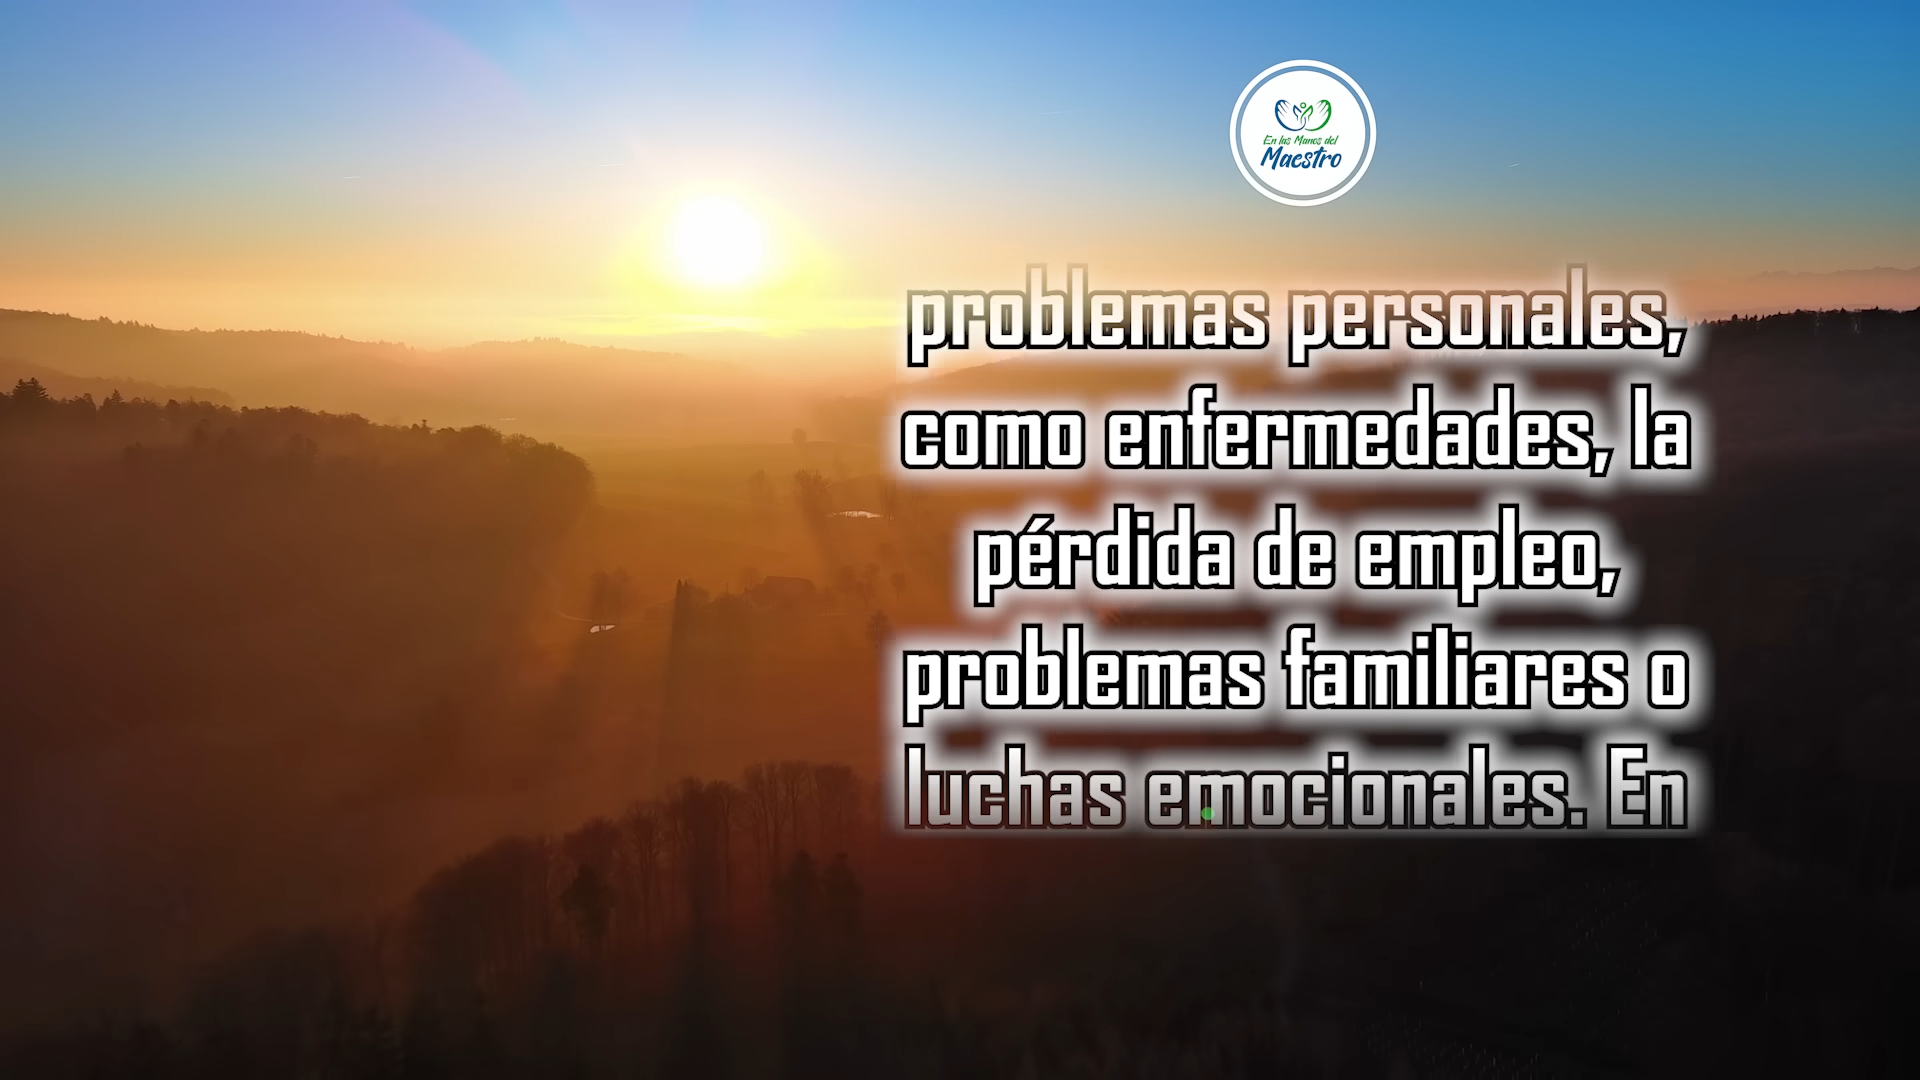 En las Manos del
Maestro
problemas personales,
como enfermedades, la
pérdida de empleo,
problemas familiares o
luchas emocionales. En